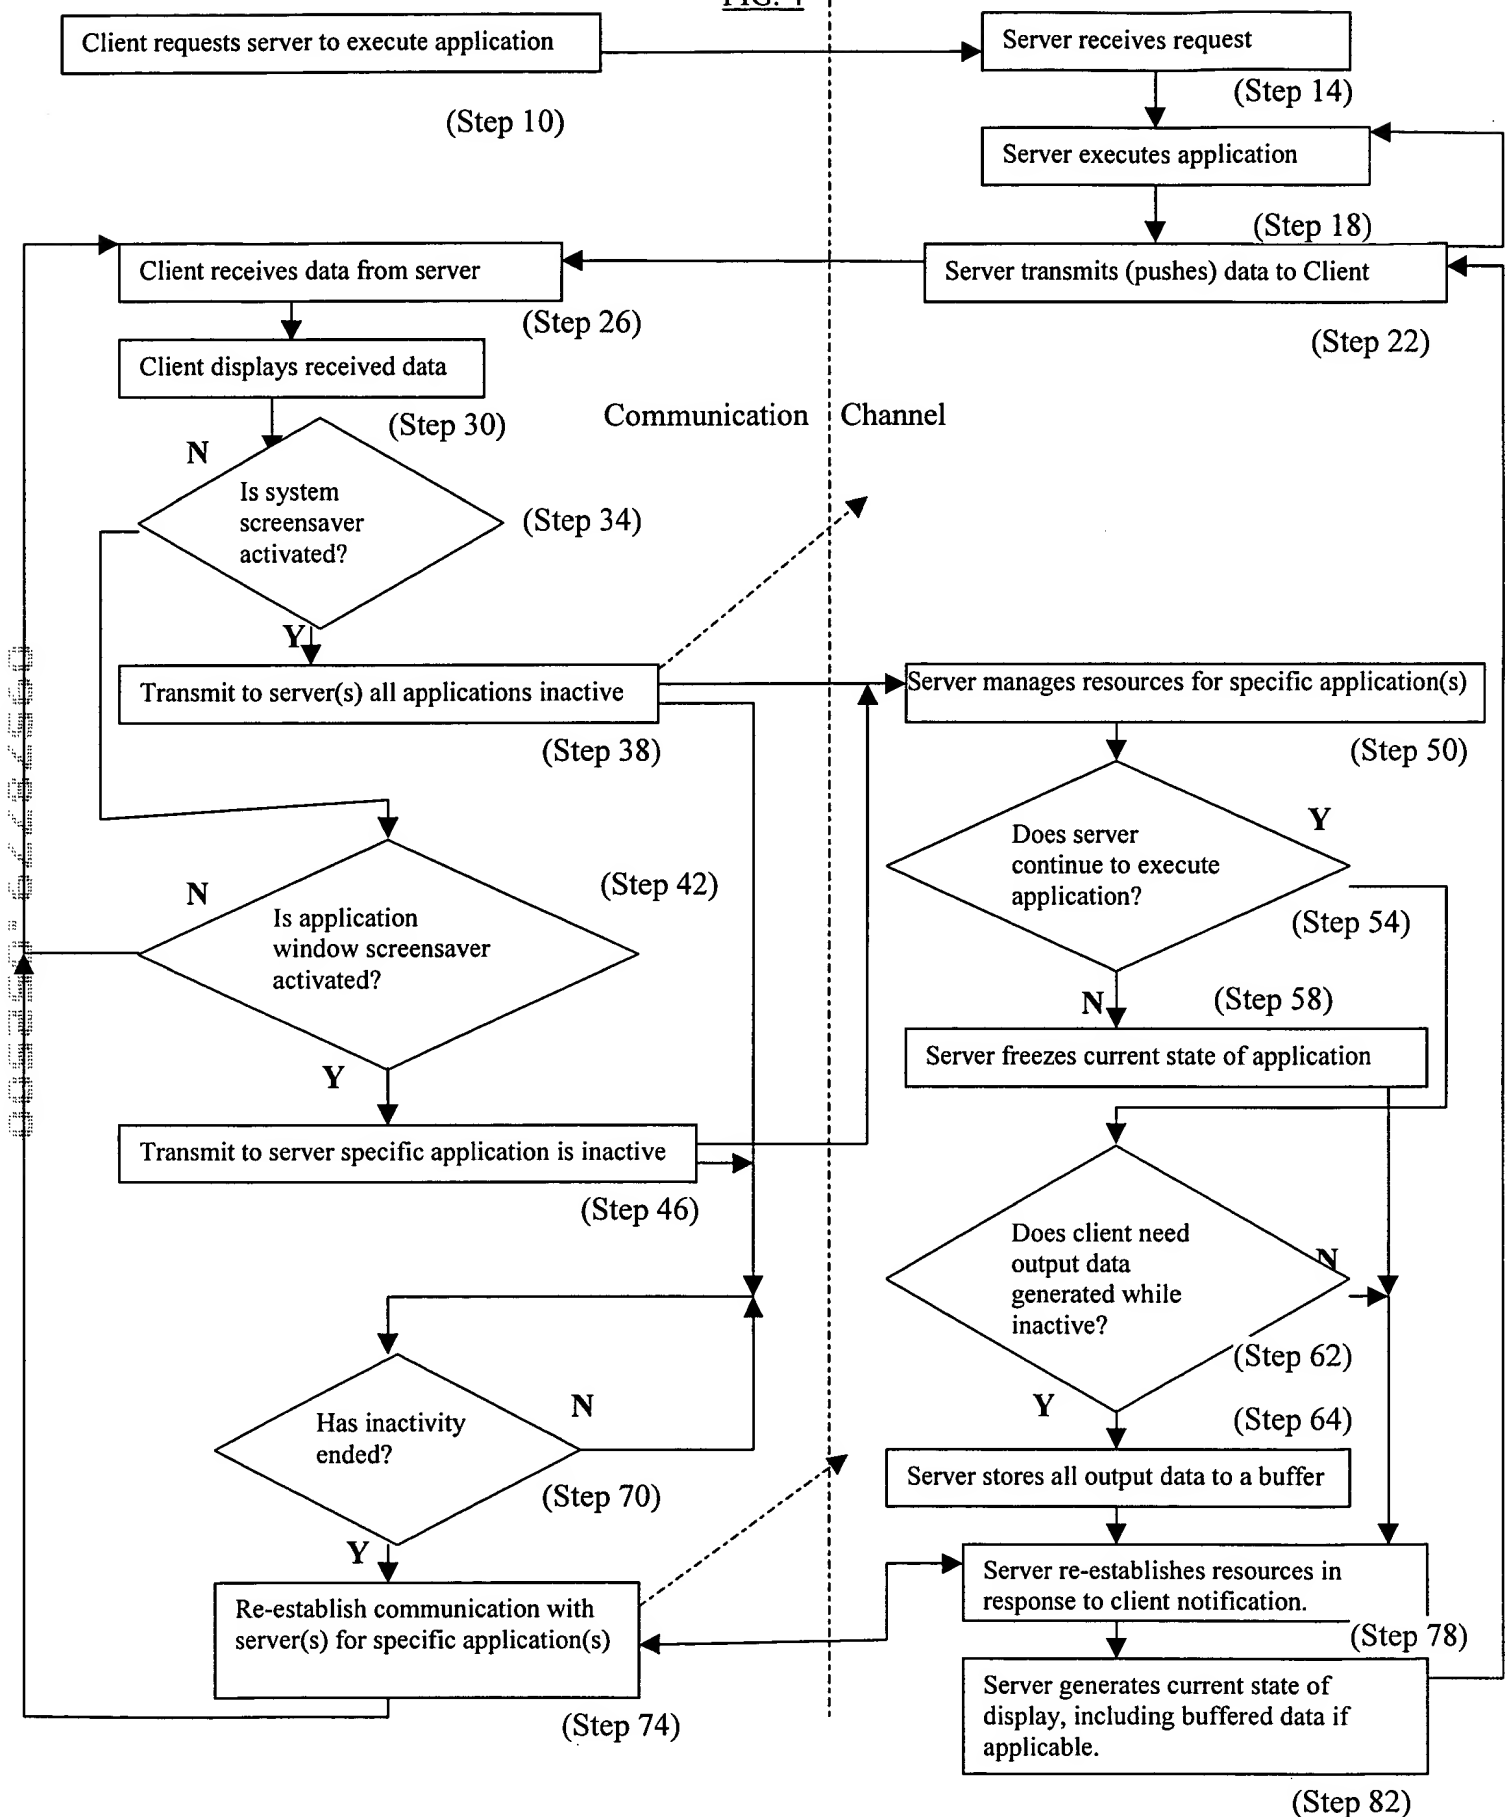 Client requests server to execute application
Server receives request
(Step 14)
(Step 10)
Server executes application
(Step 18)
Client receives data from server
Server transmits (pushes) data to Client
(Step 26)
(Step 22)
Client displays received data
(Step 30)
Communication Channel
N
Is system
screensaver
activated?
(Step 34)
Y
Transmit to server(s) all applications inactive
Server manages resources for specific application(s)
(Step 38)
(Step 50)
Does server
continue to execute
application?
Y
(Step 54)
(Step 42)
N
Is application
window screensaver
activated?
N
(Step 58)
Server freezes current state of application
Y
Transmit to server specific application is inactive
(Step 46)
Does client need
output data
generated while
inactive?
N
(Step 62)
Has inactivity
ended?
N
Y
(Step 64)
Server stores all output data to a buffer
(Step 70)
Y
Server re-establishes resources in
response to client notification.
(Step 78)
Re-establish communication with
server(s) for specific application(s)
(Step 74)
Server generates current state of
display, including buffered data if
applicable.
(Step 82)